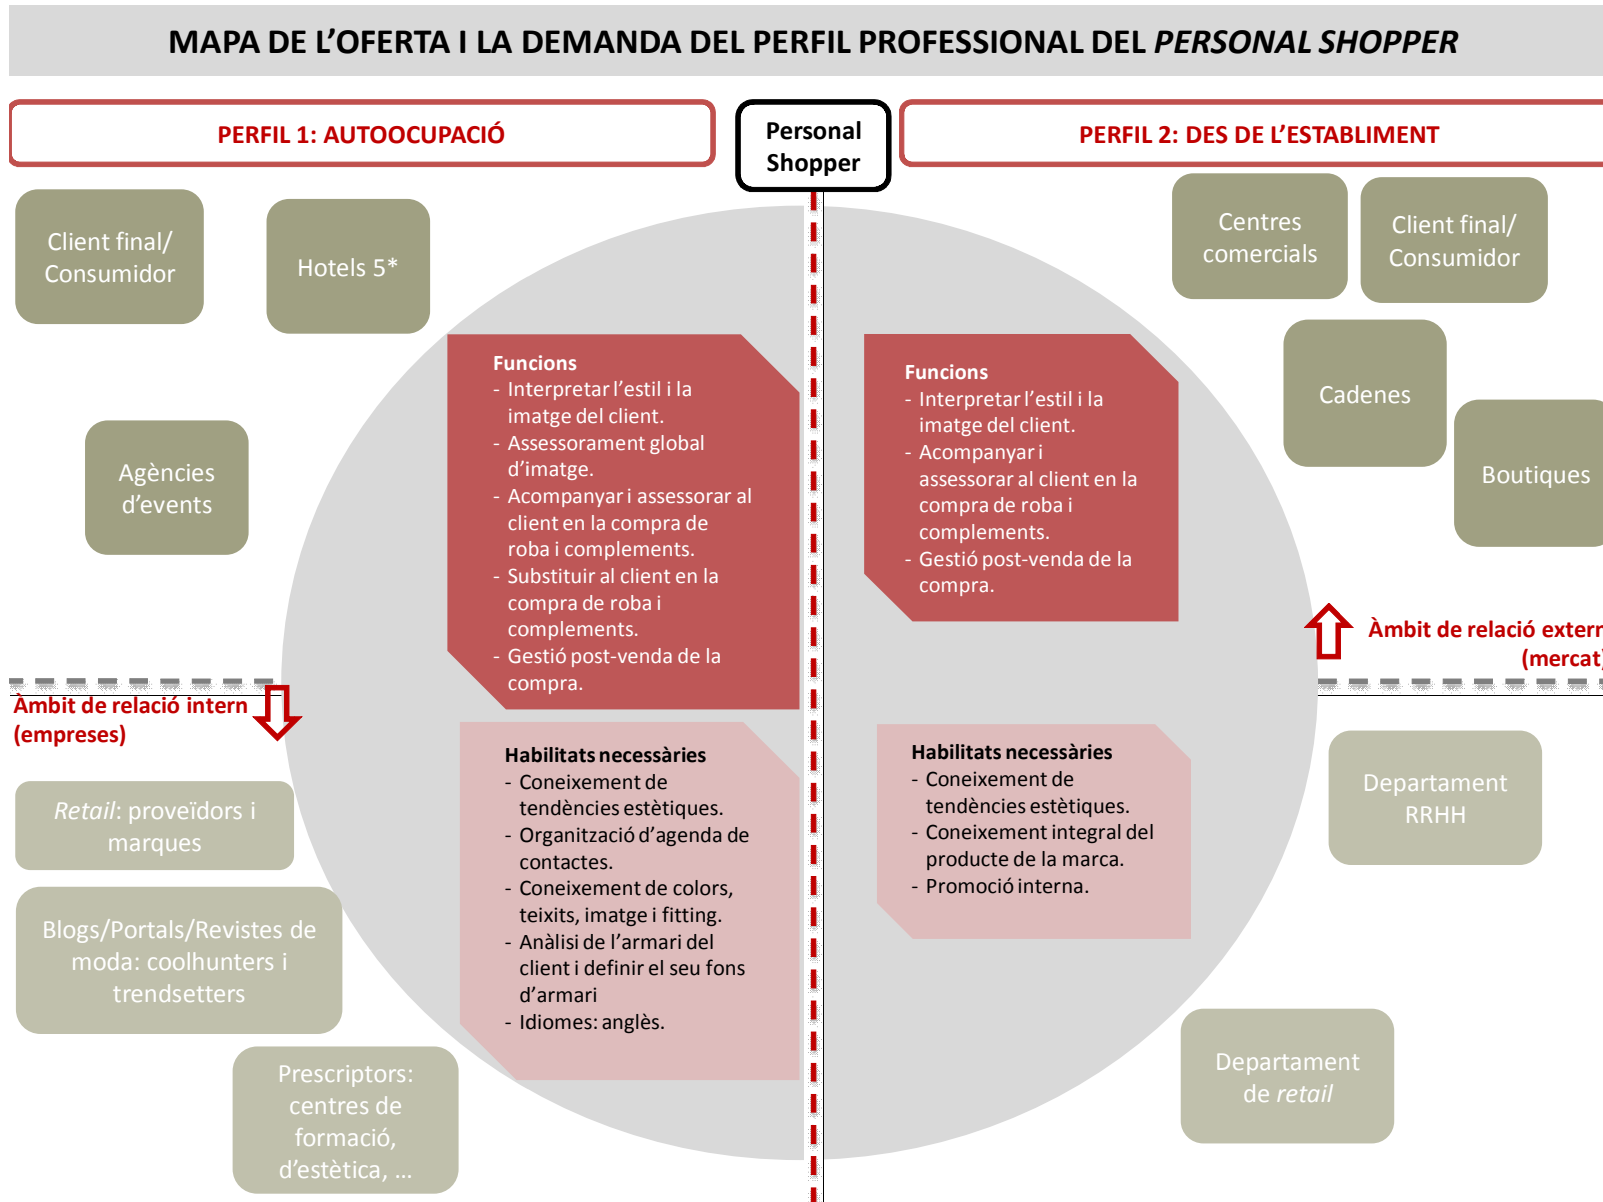 MAPA DE L’OFERTA I LA DEMANDA DEL PERFIL PROFESSIONAL DEL PERSONAL SHOPPER
PERFIL 1: AUTOOCUPACIÓ
Personal
Shopper
PERFIL 2: DES DE L’ESTABLIMENT
Client final/
Consumidor
Hotels 5*
Agències
d’events
Centres
comercials
Client final/
Consumidor
Cadenes
Boutiques
Funcions
- Interpretar l’estil i la
imatge del client.
- Assessorament global
d’imatge.
- Acompanyar i assessorar al
client en la compra de
roba i complements.
- Substituir al client en la
compra de roba i
complements.
- Gestió post-venda de la
compra.
Funcions
- Interpretar l’estil i la
imatge del client.
- Acompanyar i
assessorar al client en la
compra de roba i
complements.
- Gestió post-venda de la
compra.
Àmbit de relació extern
(mercat)
Àmbit de relació intern
(empreses)
Habilitats necessàries
- Coneixement de
tendències estètiques.
- Organització d’agenda de
contactes.
- Coneixement de colors,
teixits, imatge i fitting.
- Anàlisi de l’armari del
client i definir el seu fons
d’armari
- Idiomes: anglès.
Habilitats necessàries
- Coneixement de
tendències estètiques.
- Coneixement integral del
producte de la marca.
- Promoció interna.
Retail: proveïdors i
marques
Blogs/Portals/Revistes de
moda: coolhunters i
trendsetters
Prescriptors:
centres de
formació,
d’estètica, ...
Departament
RRHH
Departament
de retail